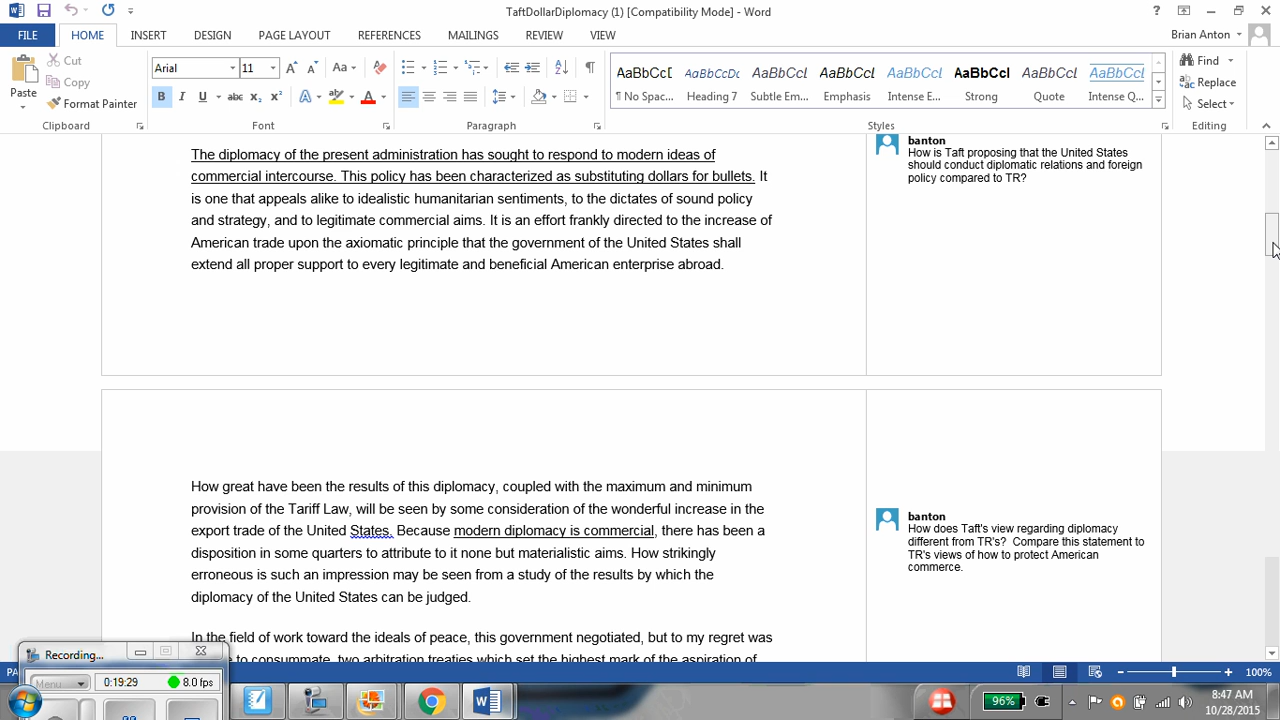 TaftDollarDiplomacy (1) [Compatibility Mode] - Word
FILE HOME INSERT DESIGN PAGE LAYOUT REFERENCES MAILINGS REVIEW VIEW Brian Anton
Paste
Cut
Copy
Format Painter
Clipboard
Arial 11
Font
Paragraph
AaBbCcD AaBbCcDc AaBbCcI AaBbCcI AaBbCcI AaBbCcI AaBbCcI AaBbCcI
¶ No Spac... Heading 7 Subtle Em... Emphasis Intense E... Strong Quote Intense Q...
Styles
Find
Replace
Select
Editing
The diplomacy of the present administration has sought to respond to modern ideas of
commercial intercourse. This policy has been characterized as substituting dollars for bullets. It
is one that appeals alike to idealistic humanitarian sentiments, to the dictates of sound policy
and strategy, and to legitimate commercial aims. It is an effort frankly directed to the increase of
American trade upon the axiomatic principle that the government of the United States shall
extend all proper support to every legitimate and beneficial American enterprise abroad.
banton
How is Taft proposing that the United States
should conduct diplomatic relations and foreign
policy compared to TR?
How great have been the results of this diplomacy, coupled with the maximum and minimum
provision of the Tariff Law, will be seen by some consideration of the wonderful increase in the
export trade of the United States. Because modern diplomacy is commercial, there has been a
disposition in some quarters to attribute to it none but materialistic aims. How strikingly
erroneous is such an impression may be seen from a study of the results by which the
diplomacy of the United States can be judged.
banton
How does Taft's view regarding diplomacy
different from TR's? Compare this statement to
TR's views of how to protect American
commerce.
In the field of work toward the ideals of peace, this government negotiated, but to my regret was
to consummate, two arbitration treaties which set the highest mark of the aspiration of
Recording...
Menu 0:19:29 8.0 fps
100%
96%
8:47 AM
10/28/2015